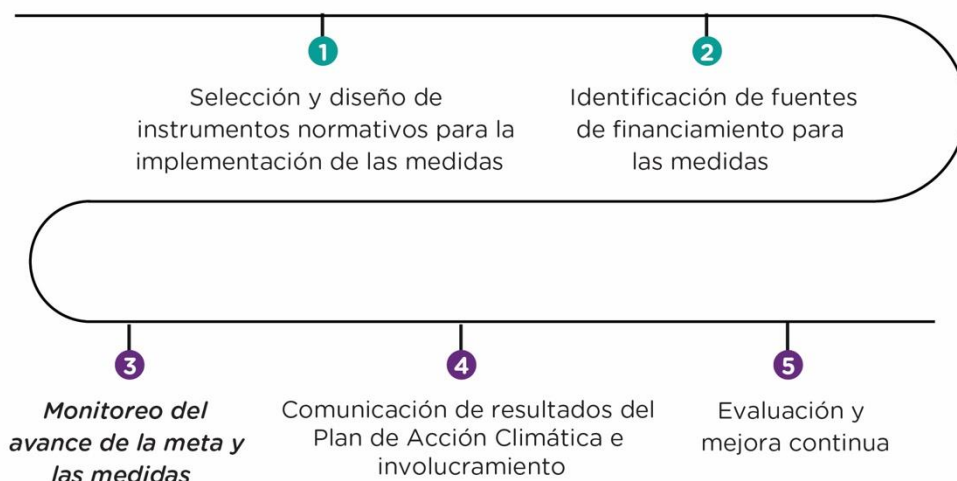 1
Selección y diseño de
instrumentos normativos para la
implementación de las medidas
2
Identificación de fuentes
de financiamiento para
las medidas
3
Monitoreo del
avance de la meta y
las medidas
4
Comunicación de resultados del
Plan de Acción Climática e
involucramiento
5
Evaluación y
mejora continua